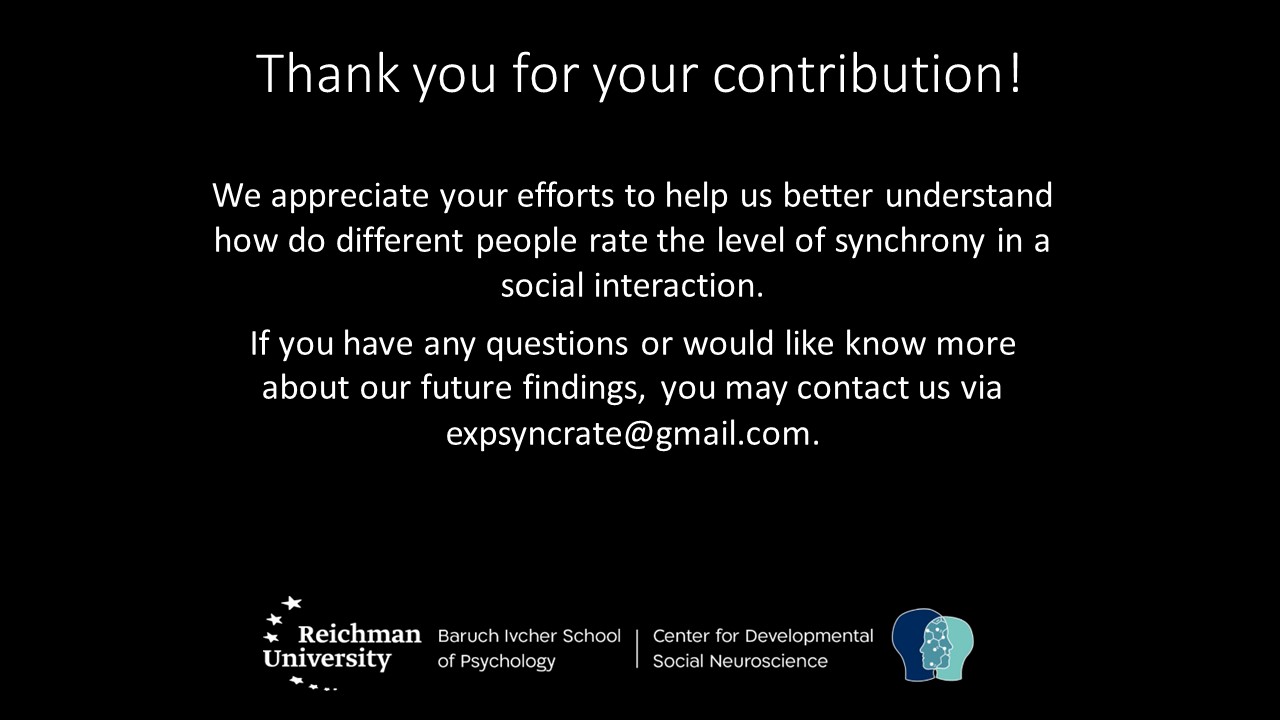 Thank you for your contribution!
We appreciate your efforts to help us better understand
how do different people rate the level of synchrony in a
social interaction.
If you have any questions or would like know more
about our future findings, you may contact us via
expsyncrate@gmail.com.
Reichman
University
Baruch Ivcher School
of Psychology
Center for Developmental
Social Neuroscience